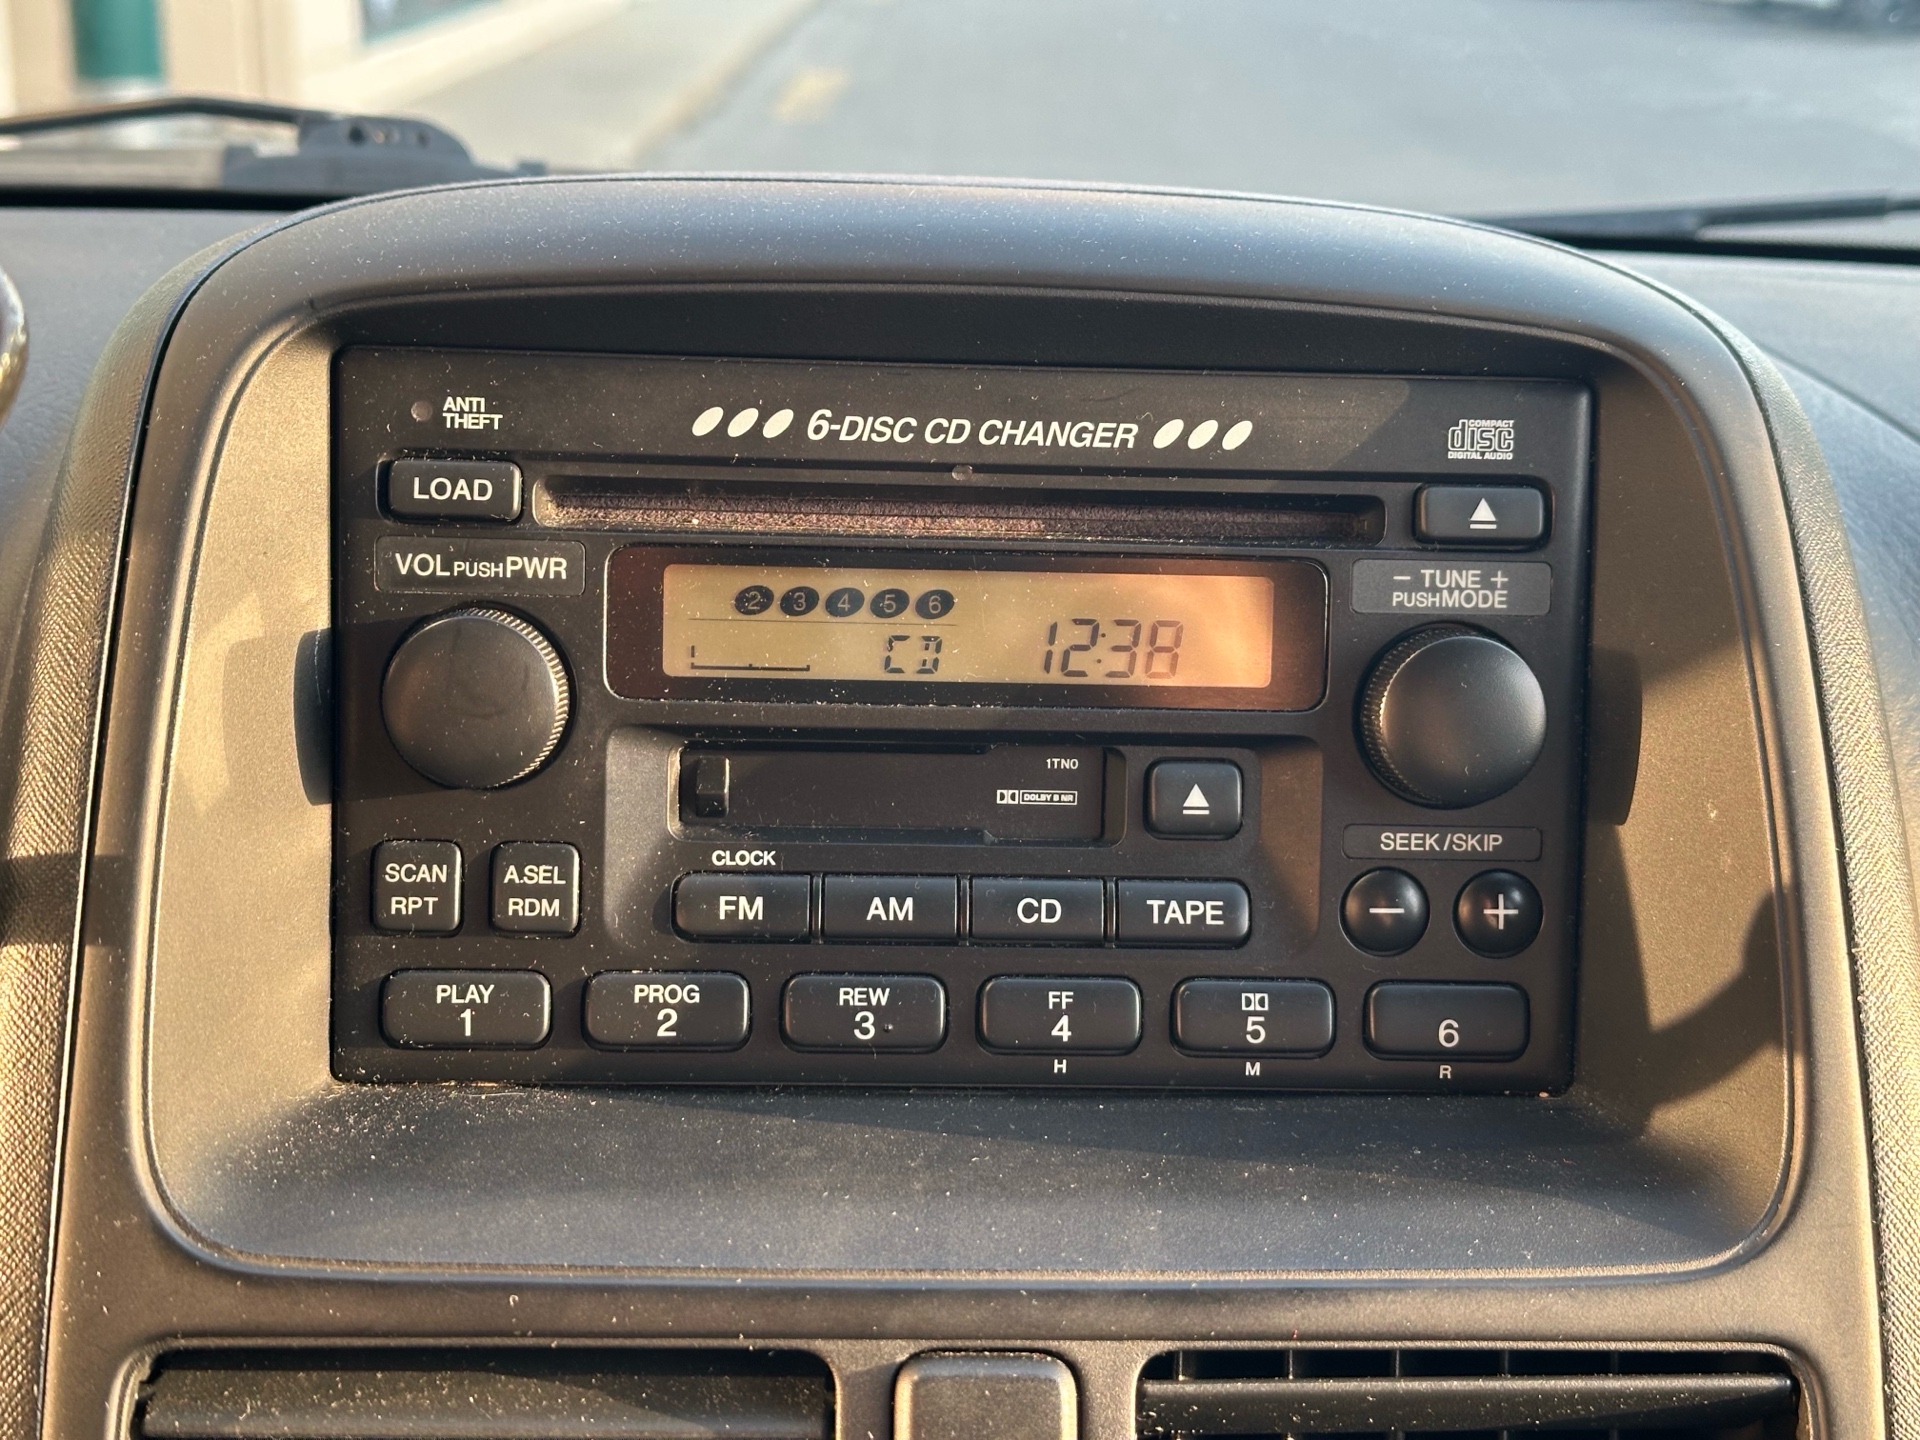 ANTI
THEFT
6-DISC CD CHANGER
COMPACT
disc
DIGITAL AUDIO
LOAD
VOL PUSH PWR
- TUNE +
PUSH MODE
2 3 4 5 6
CD 12:38
1TN0
DOLBY B NR
SEEK/SKIP
SCAN
RPT
A.SEL
RDM
CLOCK
FM AM CD TAPE
- +
PLAY
1
PROG
2
REW
3
FF
4
H
5
M
6
R